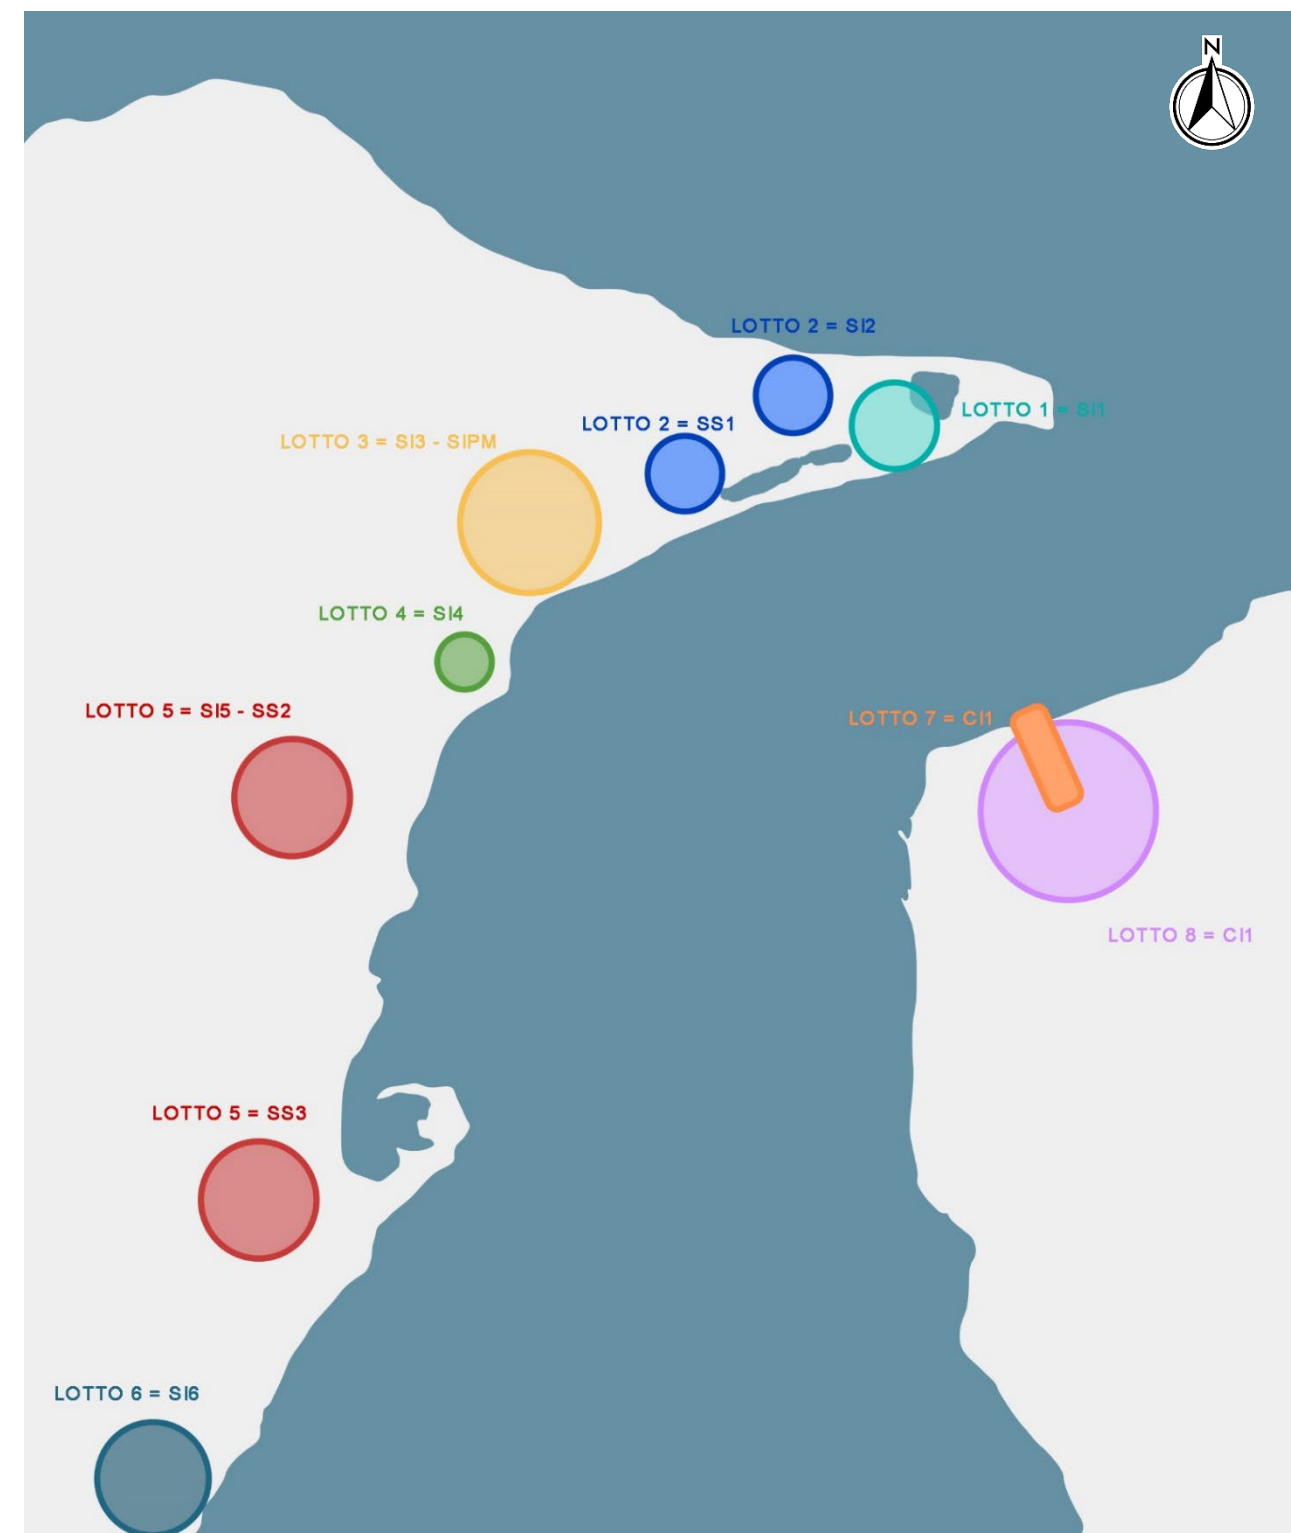 N
LOTTO 2 = SI2
LOTTO 1 = SI1
LOTTO 2 = SS1
LOTTO 3 = SI3 - SIPM
LOTTO 4 = SI4
LOTTO 5 = SI5 - SS2
LOTTO 7 = CI1
LOTTO 8 = CI1
LOTTO 5 = SS3
LOTTO 6 = SI6